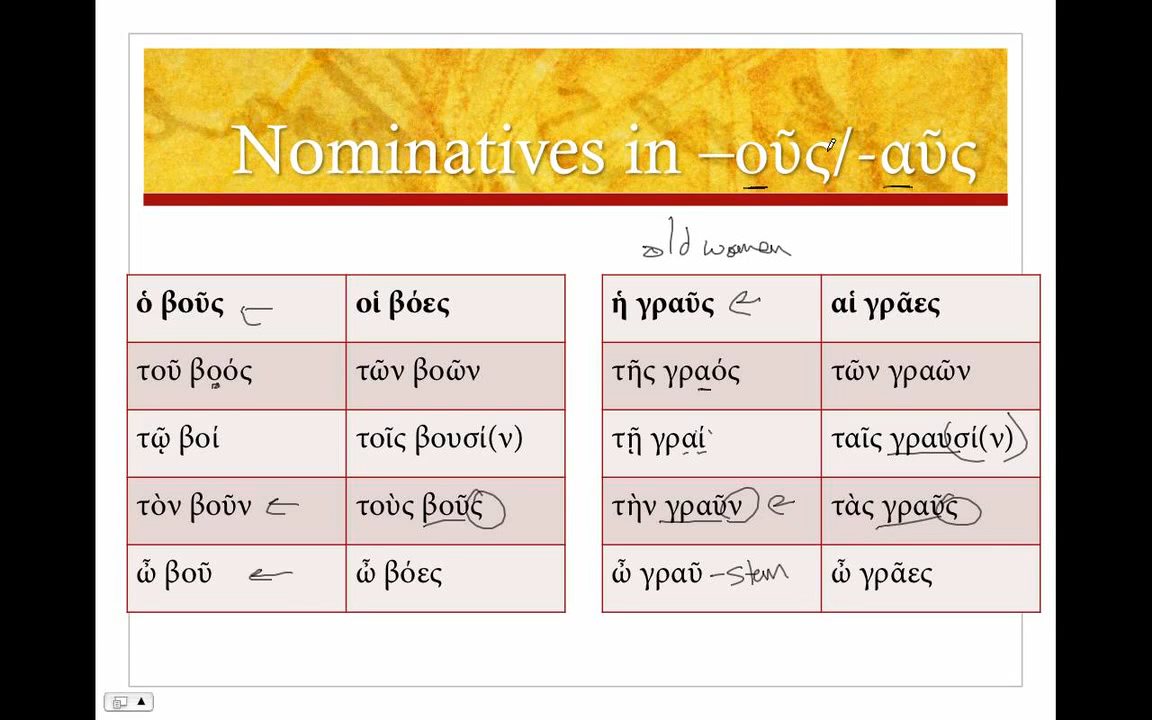 Nominatives in –οῦς/-αῦς
old women
ὁ βοῦς οἱ βόες ἡ γραῦς αἱ γρᾶες
τοῦ βοός τῶν βοῶν τῆς γραός τῶν γραῶν
τῷ βοί τοῖς βουσί(ν) τῇ γραί ταῖς γραυσί(ν)
τὸν βοῦν τοὺς βοῦς τὴν γραῦν τὰς γραῦς
ὦ βοῦ ὦ βόες ὦ γραῦ –stem ὦ γρᾶες